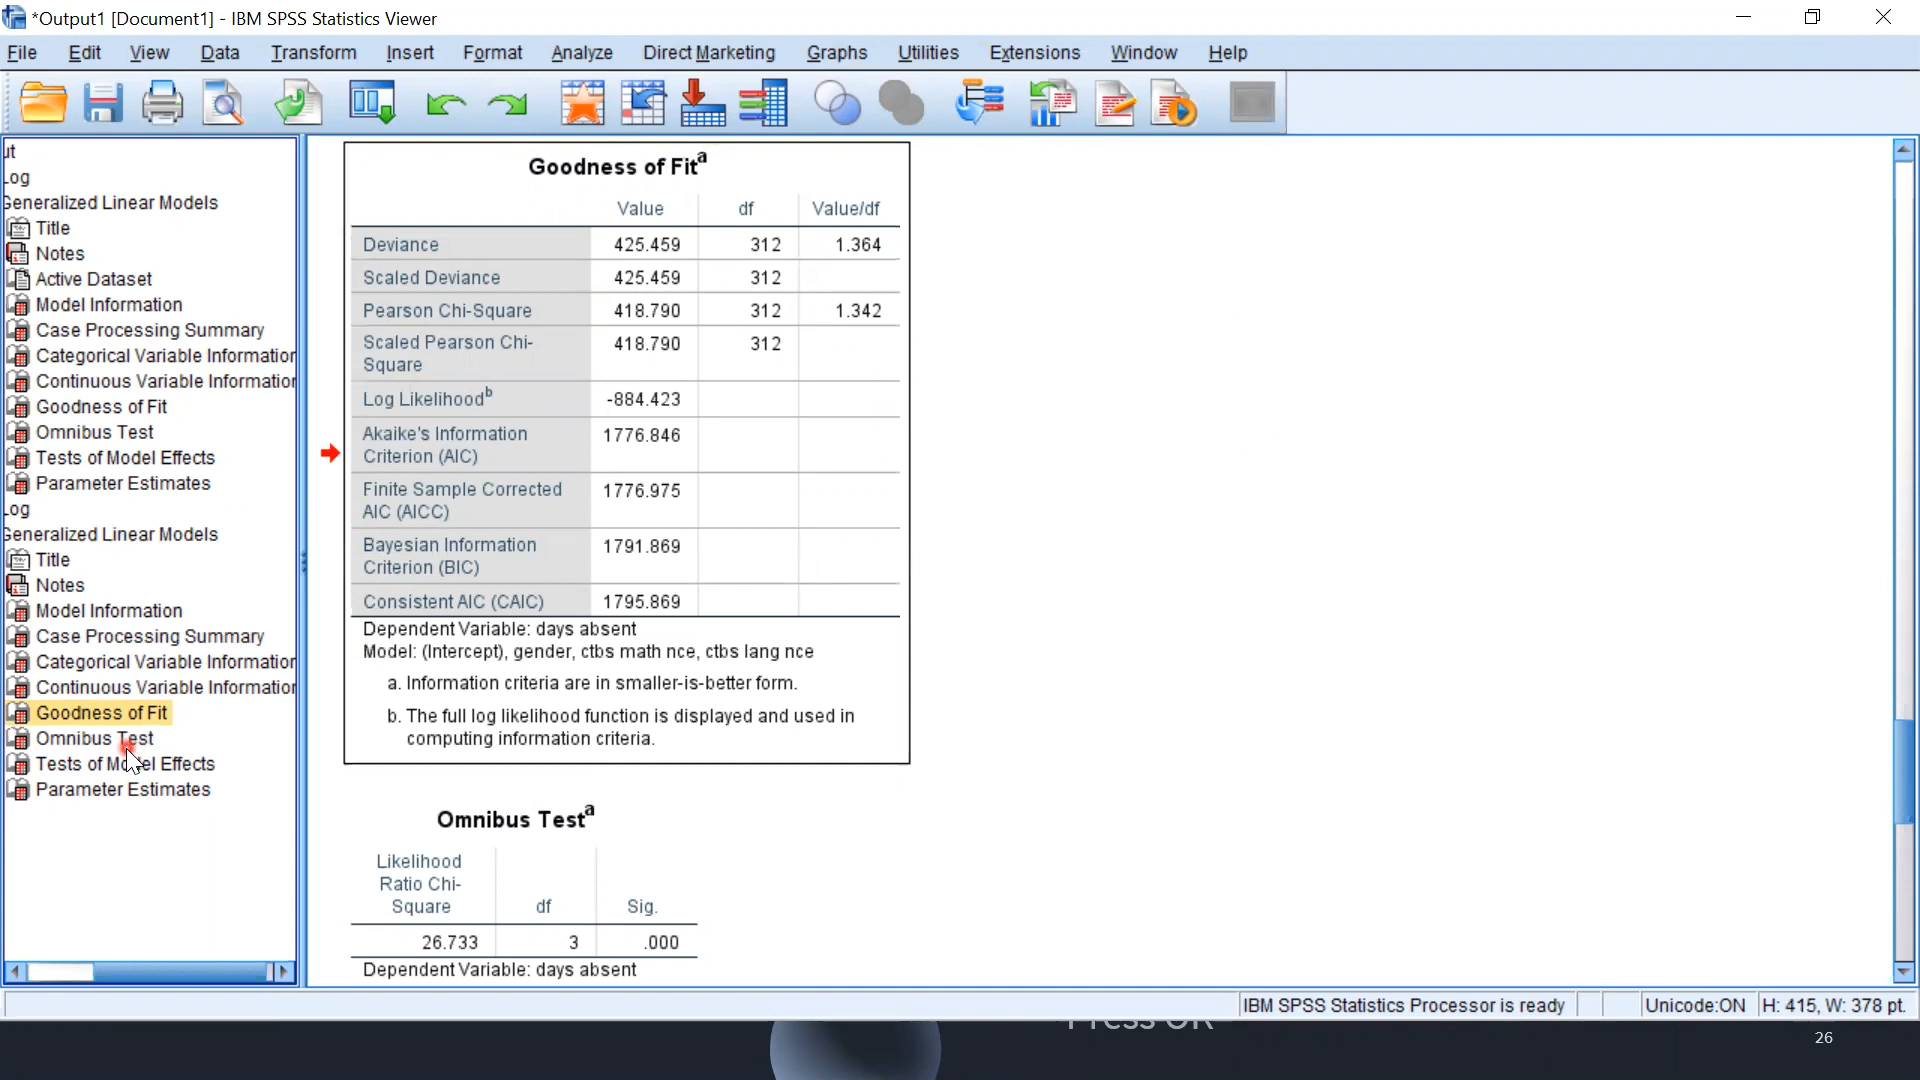 *Output1 [Document1] - IBM SPSS Statistics Viewer
File Edit View Data Transform Insert Format Analyze Direct Marketing Graphs Utilities Extensions Window Help
ut
Log
Generalized Linear Models
Title
Notes
Active Dataset
Model Information
Case Processing Summary
Categorical Variable Information
Continuous Variable Information
Goodness of Fit
Omnibus Test
Tests of Model Effects
Parameter Estimates
Log
Generalized Linear Models
Title
Notes
Model Information
Case Processing Summary
Categorical Variable Information
Continuous Variable Information
Goodness of Fit
Omnibus Test
Tests of Model Effects
Parameter Estimates
Goodness of Fit^a
Value df Value/df
Deviance 425.459 312 1.364
Scaled Deviance 425.459 312
Pearson Chi-Square 418.790 312 1.342
Scaled Pearson Chi- 418.790 312
Square
Log Likelihood^b -884.423
Akaike's Information 1776.846
Criterion (AIC)
Finite Sample Corrected 1776.975
AIC (AICC)
Bayesian Information 1791.869
Criterion (BIC)
Consistent AIC (CAIC) 1795.869
Dependent Variable: days absent
Model: (Intercept), gender, ctbs math nce, ctbs lang nce
a. Information criteria are in smaller-is-better form.
b. The full log likelihood function is displayed and used in
computing information criteria.
Omnibus Test^a
Likelihood
Ratio Chi-
Square df Sig.
26.733 3 .000
Dependent Variable: days absent
IBM SPSS Statistics Processor is ready Unicode:ON H: 415, W: 378 pt.
Press OK
26